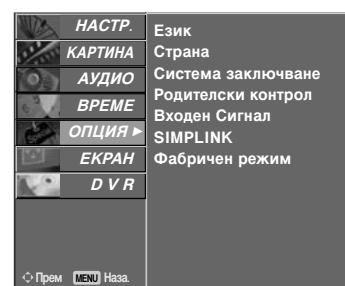 НАСТР.
КАРТИНА
АУДИО
ВРЕМЕ
ОПЦИЯ ►
ЕКРАН
D V R
Език
Страна
Система заключване
Родителски контрол
Входен Сигнал
SIMPLINK
Фабричен режим
Прем MENU Наза.